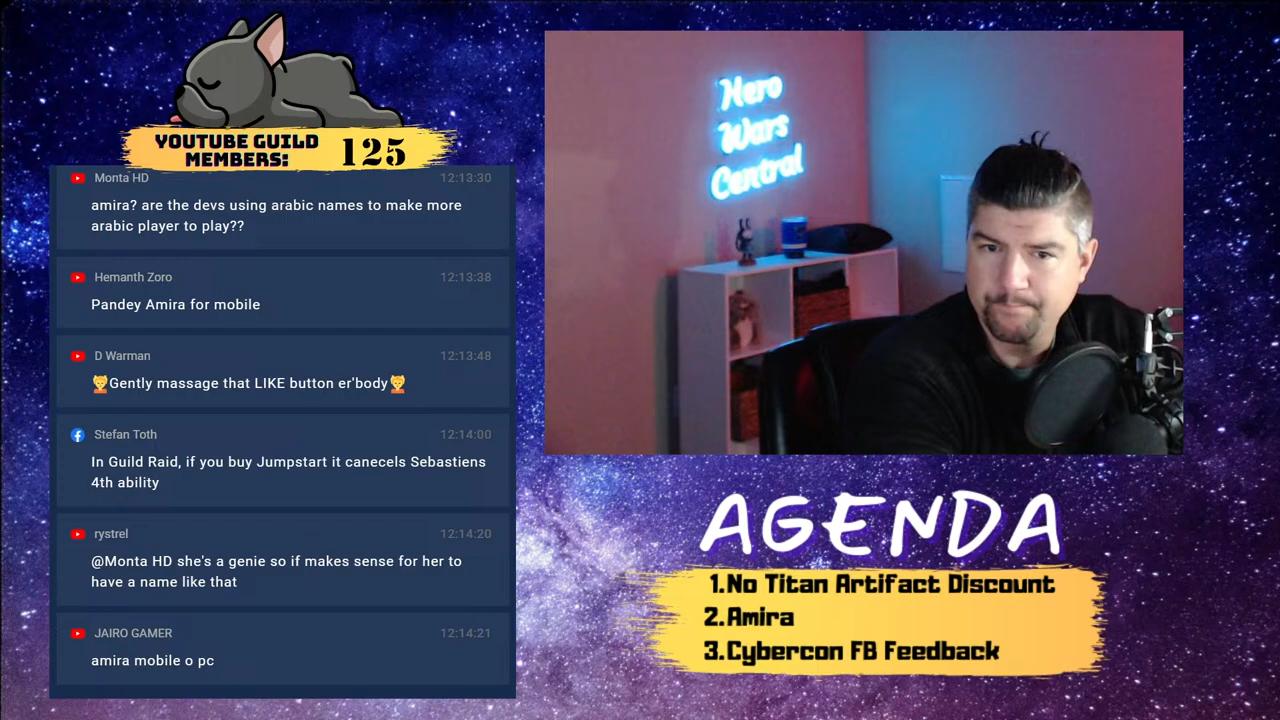 YOUTUBE GUILD
MEMBERS:
125
Monta HD 12:13:30
amira? are the devs using arabic names to make more
arabic player to play??
Hemanth Zoro 12:13:38
Pandey Amira for mobile
D Warman 12:13:48
💆Gently massage that LIKE button er'body💆
Stefan Toth 12:14:00
In Guild Raid, if you buy Jumpstart it canecels Sebastiens
4th ability
rystrel 12:14:20
@Monta HD she's a genie so if makes sense for her to
have a name like that
JAIRO GAMER 12:14:21
amira mobile o pc
Hero
Wars
Central
AGENDA
1.No Titan Artifact Discount
2.Amira
3.Cybercon FB Feedback